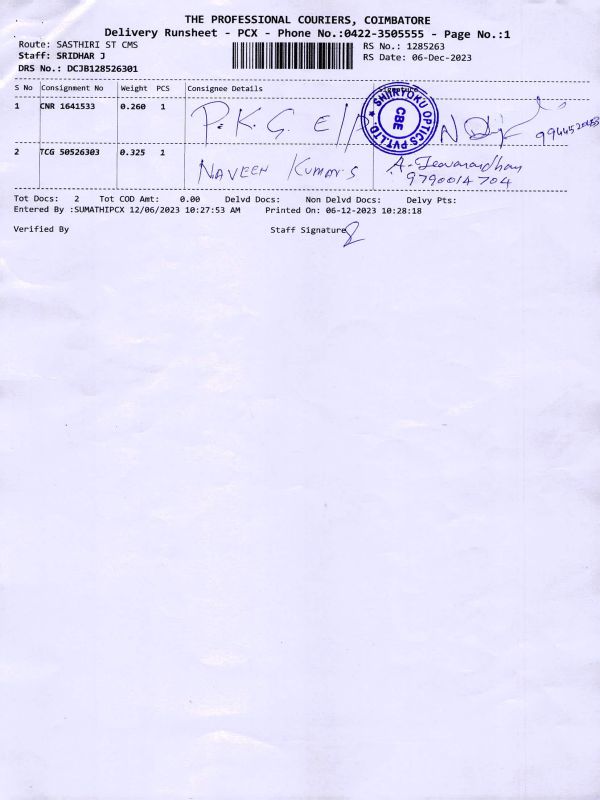 THE PROFESSIONAL COURIERS, COIMBATORE
Delivery Runsheet - PCX - Phone No.:0422-3505555 - Page No.:1
Route: SASTHIRI ST CMS RS No.: 1285263
Staff: SRIDHAR J RS Date: 06-Dec-2023
DRS No.: DCJB128526301
S No Consignment No Weight PCS Consignee Details Signature
1 CNR 1641533 0.260 1 P.K.G.
SHIRYOKU OPTICS PVT.LTD. ★ CBE
2 TCG 50526303 0.325 1 NAVEEN KUMAR.S
9790014704
Tot Docs: 2 Tot COD Amt: 0.00 Delvd Docs: Non Delvd Docs: Delvy Pts:
Entered By :SUMATHIPCX 12/06/2023 10:27:53 AM Printed On: 06-12-2023 10:28:18
Verified By Staff Signature